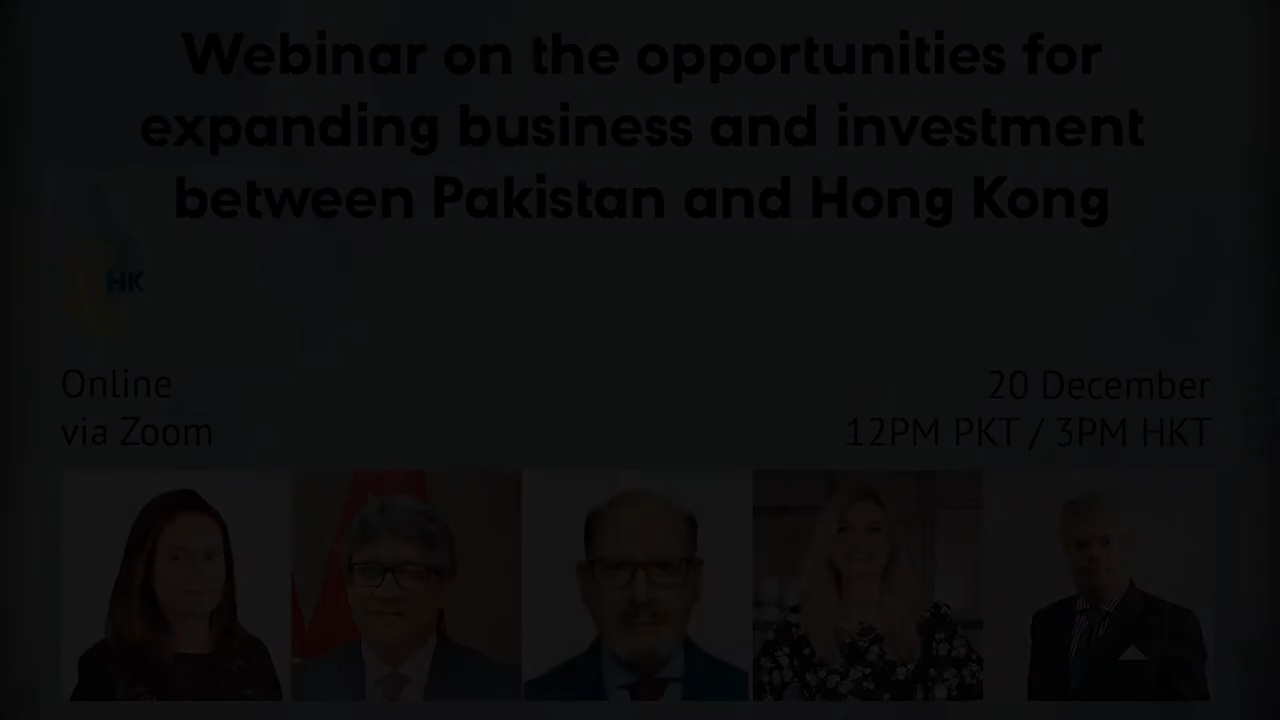 Webinar on the opportunities for
expanding business and investment
between Pakistan and Hong Kong
HK
Online
via Zoom
20 December
12PM PKT / 3PM HKT